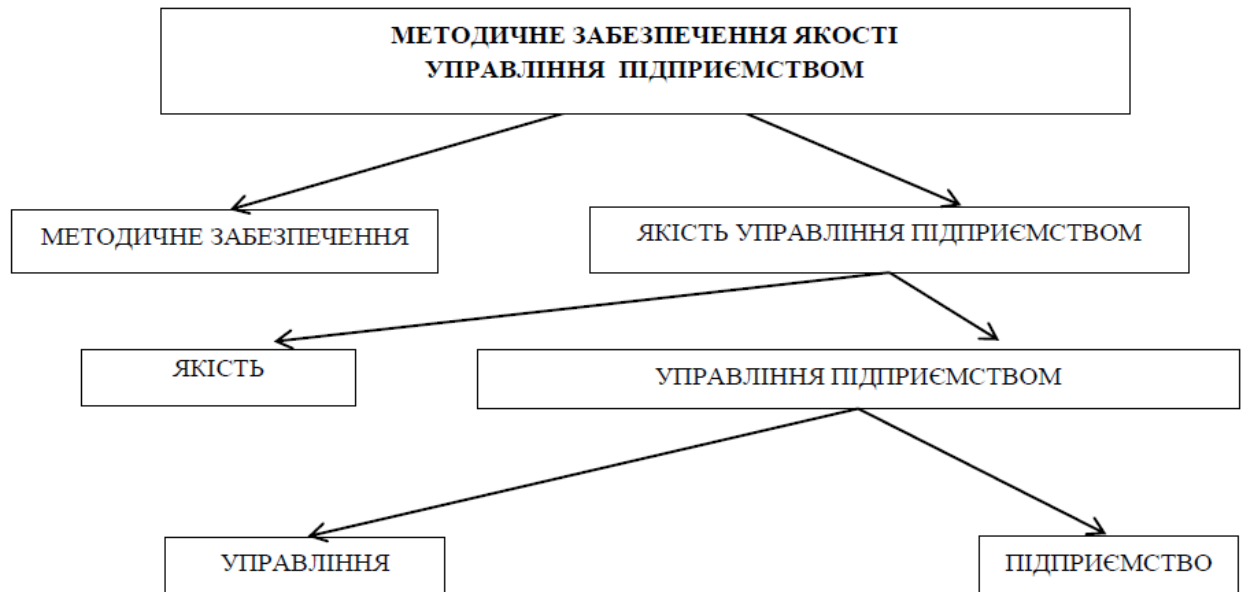 МЕТОДИЧНЕ ЗАБЕЗПЕЧЕННЯ ЯКОСТІ
УПРАВЛІННЯ ПІДПРИЄМСТВОМ
МЕТОДИЧНЕ ЗАБЕЗПЕЧЕННЯ
ЯКІСТЬ УПРАВЛІННЯ ПІДПРИЄМСТВОМ
ЯКІСТЬ
УПРАВЛІННЯ ПІДПРИЄМСТВОМ
УПРАВЛІННЯ
ПІДПРИЄМСТВО